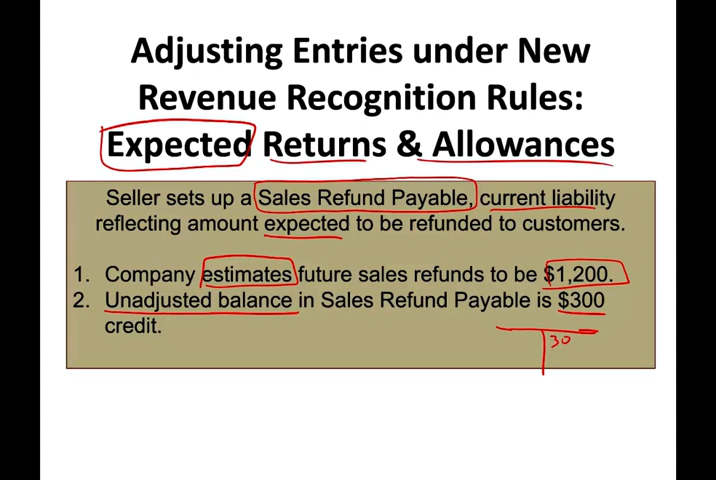 Adjusting Entries under New
Revenue Recognition Rules:
Expected Returns & Allowances
Seller sets up a Sales Refund Payable, current liability
reflecting amount expected to be refunded to customers.
1. Company estimates future sales refunds to be $1,200.
2. Unadjusted balance in Sales Refund Payable is $300
credit.
30